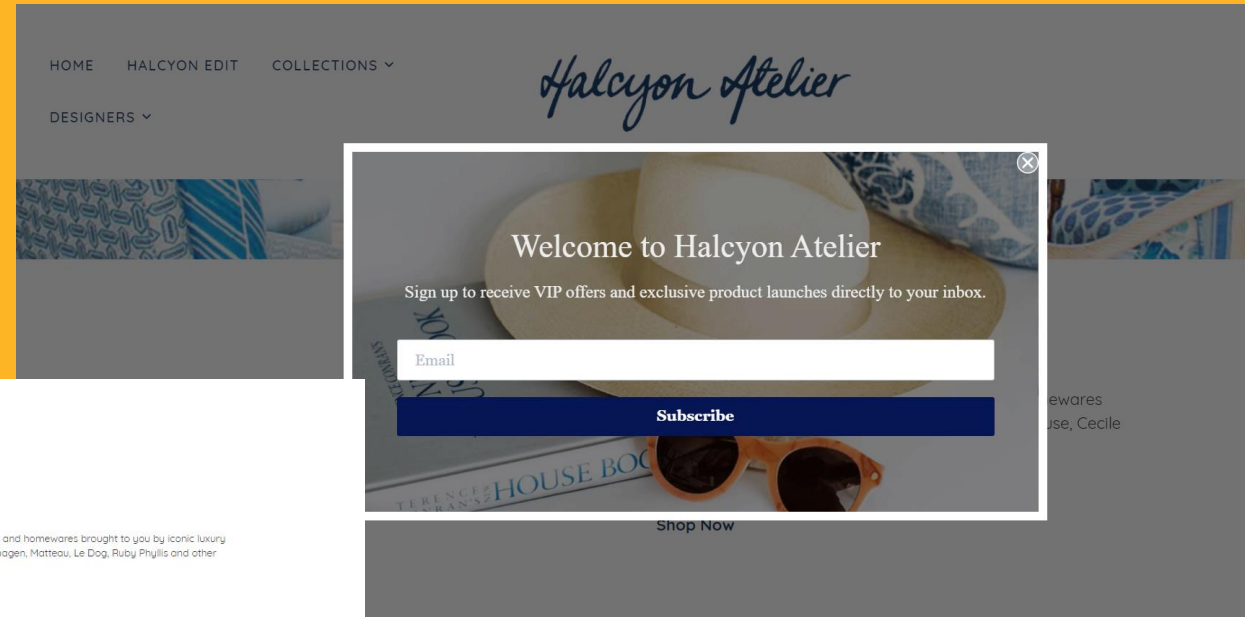 HOME HALCYON EDIT COLLECTIONS
DESIGNERS
Halcyon Atelier
Welcome to Halcyon Atelier
Sign up to receive VIP offers and exclusive product launches directly to your inbox.
Email
Subscribe
TERENCE
HOUSE BOO
ewares
use, Cecile
Shop Now
and homewares brought to you by iconic luxury
hagen, Matteau, Le Dog, Ruby Phyllis and other